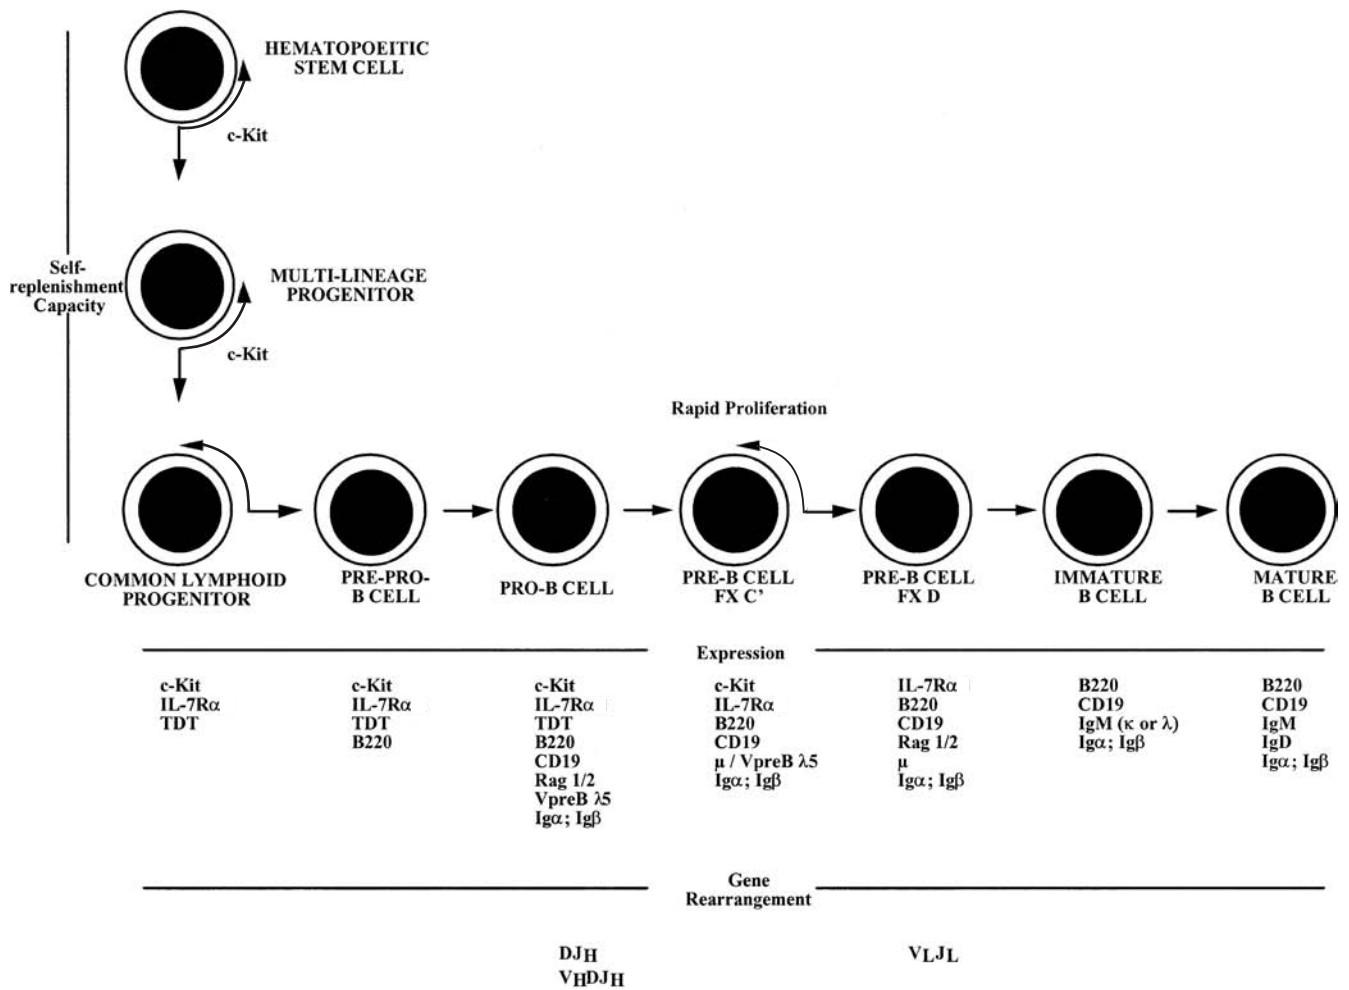 HEMATOPOEITIC
STEM CELL
c-Kit
Self-
replenishment
Capacity
MULTI-LINEAGE
PROGENITOR
c-Kit
Rapid Proliferation
COMMON LYMPHOID
PROGENITOR
PRE-PRO-
B CELL
PRO-B CELL
PRE-B CELL
FX C’
PRE-B CELL
FX D
IMMATURE
B CELL
MATURE
B CELL
Expression
c-Kit
IL-7Rα
TDT
c-Kit
IL-7Rα
TDT
B220
c-Kit
IL-7Rα
TDT
B220
CD19
Rag 1/2
VpreB λ5
Igα; Igβ
c-Kit
IL-7Rα
B220
CD19
μ / VpreB λ5
Igα; Igβ
IL-7Rα
B220
CD19
Rag 1/2
μ
Igα; Igβ
B220
CD19
IgM (κ or λ)
Igα; Igβ
B220
CD19
IgM
IgD
Igα; Igβ
Gene
Rearrangement
DJH
VHDJH
VLJL